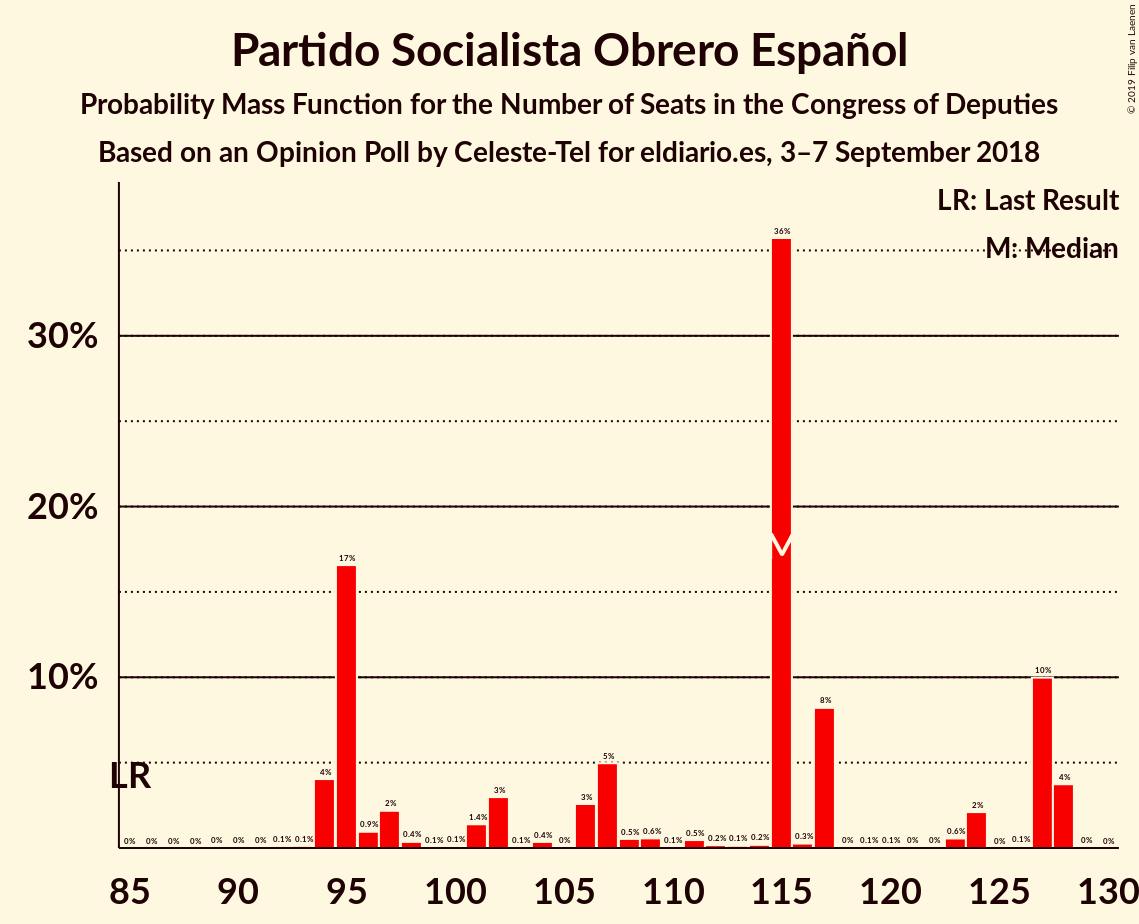 Partido Socialista Obrero Español
Probability Mass Function for the Number of Seats in the Congress of Deputies
Based on an Opinion Poll by Celeste-Tel for eldiario.es, 3–7 September 2018
© 2019 Filip van Laenen
LR: Last Result
M: Median
30%
20%
10%
LR
0% 0% 0% 0% 0% 0% 0% 0.1% 0.1% 4% 17% 0.9% 2% 0.4% 0.1% 0.1% 1.4% 3% 0.1% 0.4% 0% 3% 5% 0.5% 0.6% 0.1% 0.5% 0.2% 0.1% 0.2% 36% 0.3% 8% 0% 0.1% 0.1% 0% 0% 0.6% 2% 0% 0.1% 10% 4% 0% 0%
85 90 95 100 105 110 115 120 125 130